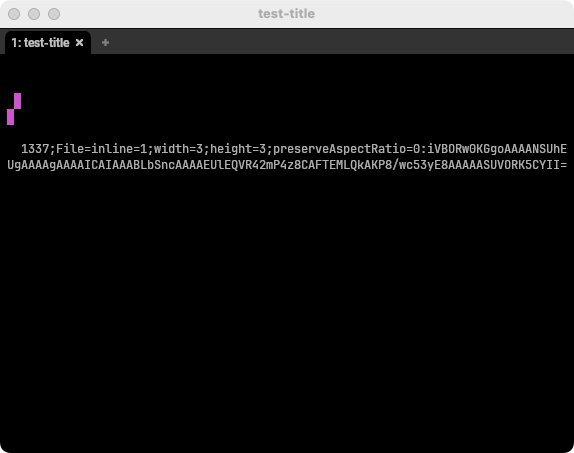 test-title
1: test-title × +
1337;File=inline=1;width=3;height=3;preserveAspectRatio=0:iVBORw0KGgoAAAANSUhE
UgAAAAgAAAAICAIAAABLbSncAAAAEUlEQVR42mP4z8CAFTEMLQkAKP8/wc53yE8AAAAASUVORK5CYII=